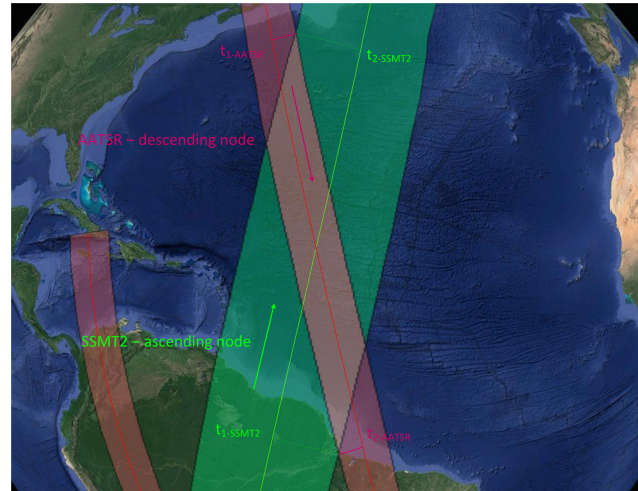 t1-AATSR
t2-SSMT2
AATSR – descending node
SSMT2 – ascending node
t1-SSMT2
t2-AATSR